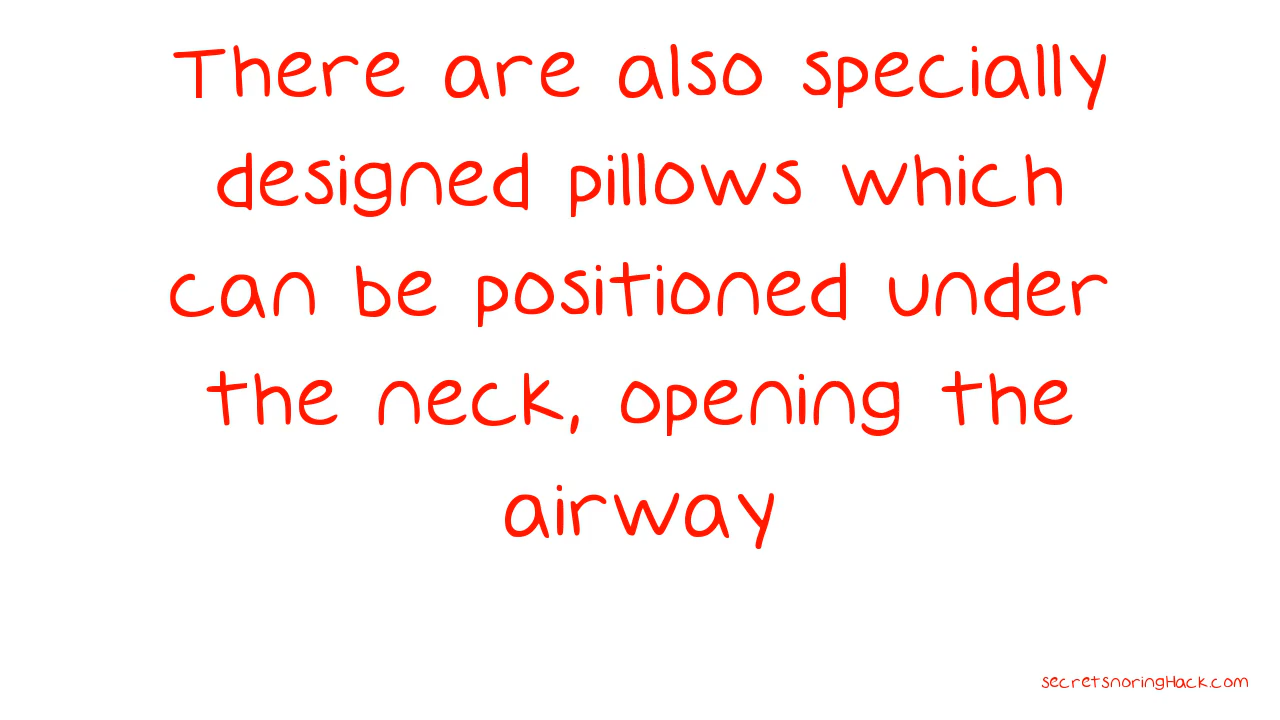 There are also specially
designed pillows which
can be positioned under
the neck, opening the
airway
secretsnoringHack.com